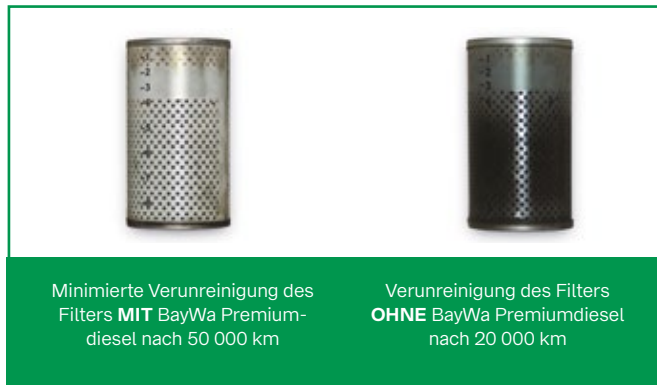 Minimierte Verunreinigung des
Filters MIT BayWa Premium-
diesel nach 50 000 km
Verunreinigung des Filters
OHNE BayWa Premiumdiesel
nach 20 000 km